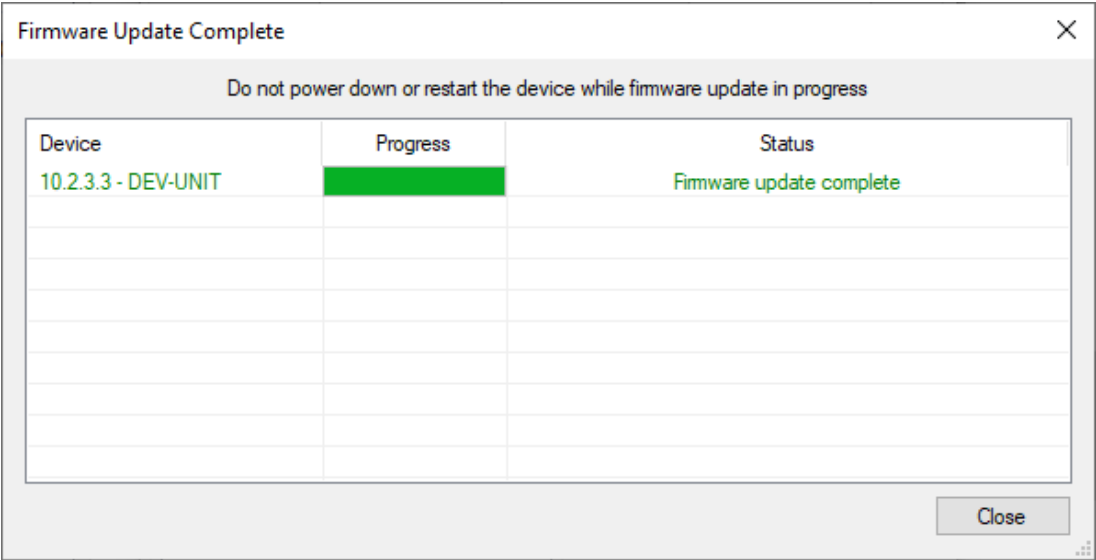 Firmware Update Complete
Do not power down or restart the device while firmware update in progress
Device Progress Status
10.2.3.3 - DEV-UNIT Firmware update complete
Close